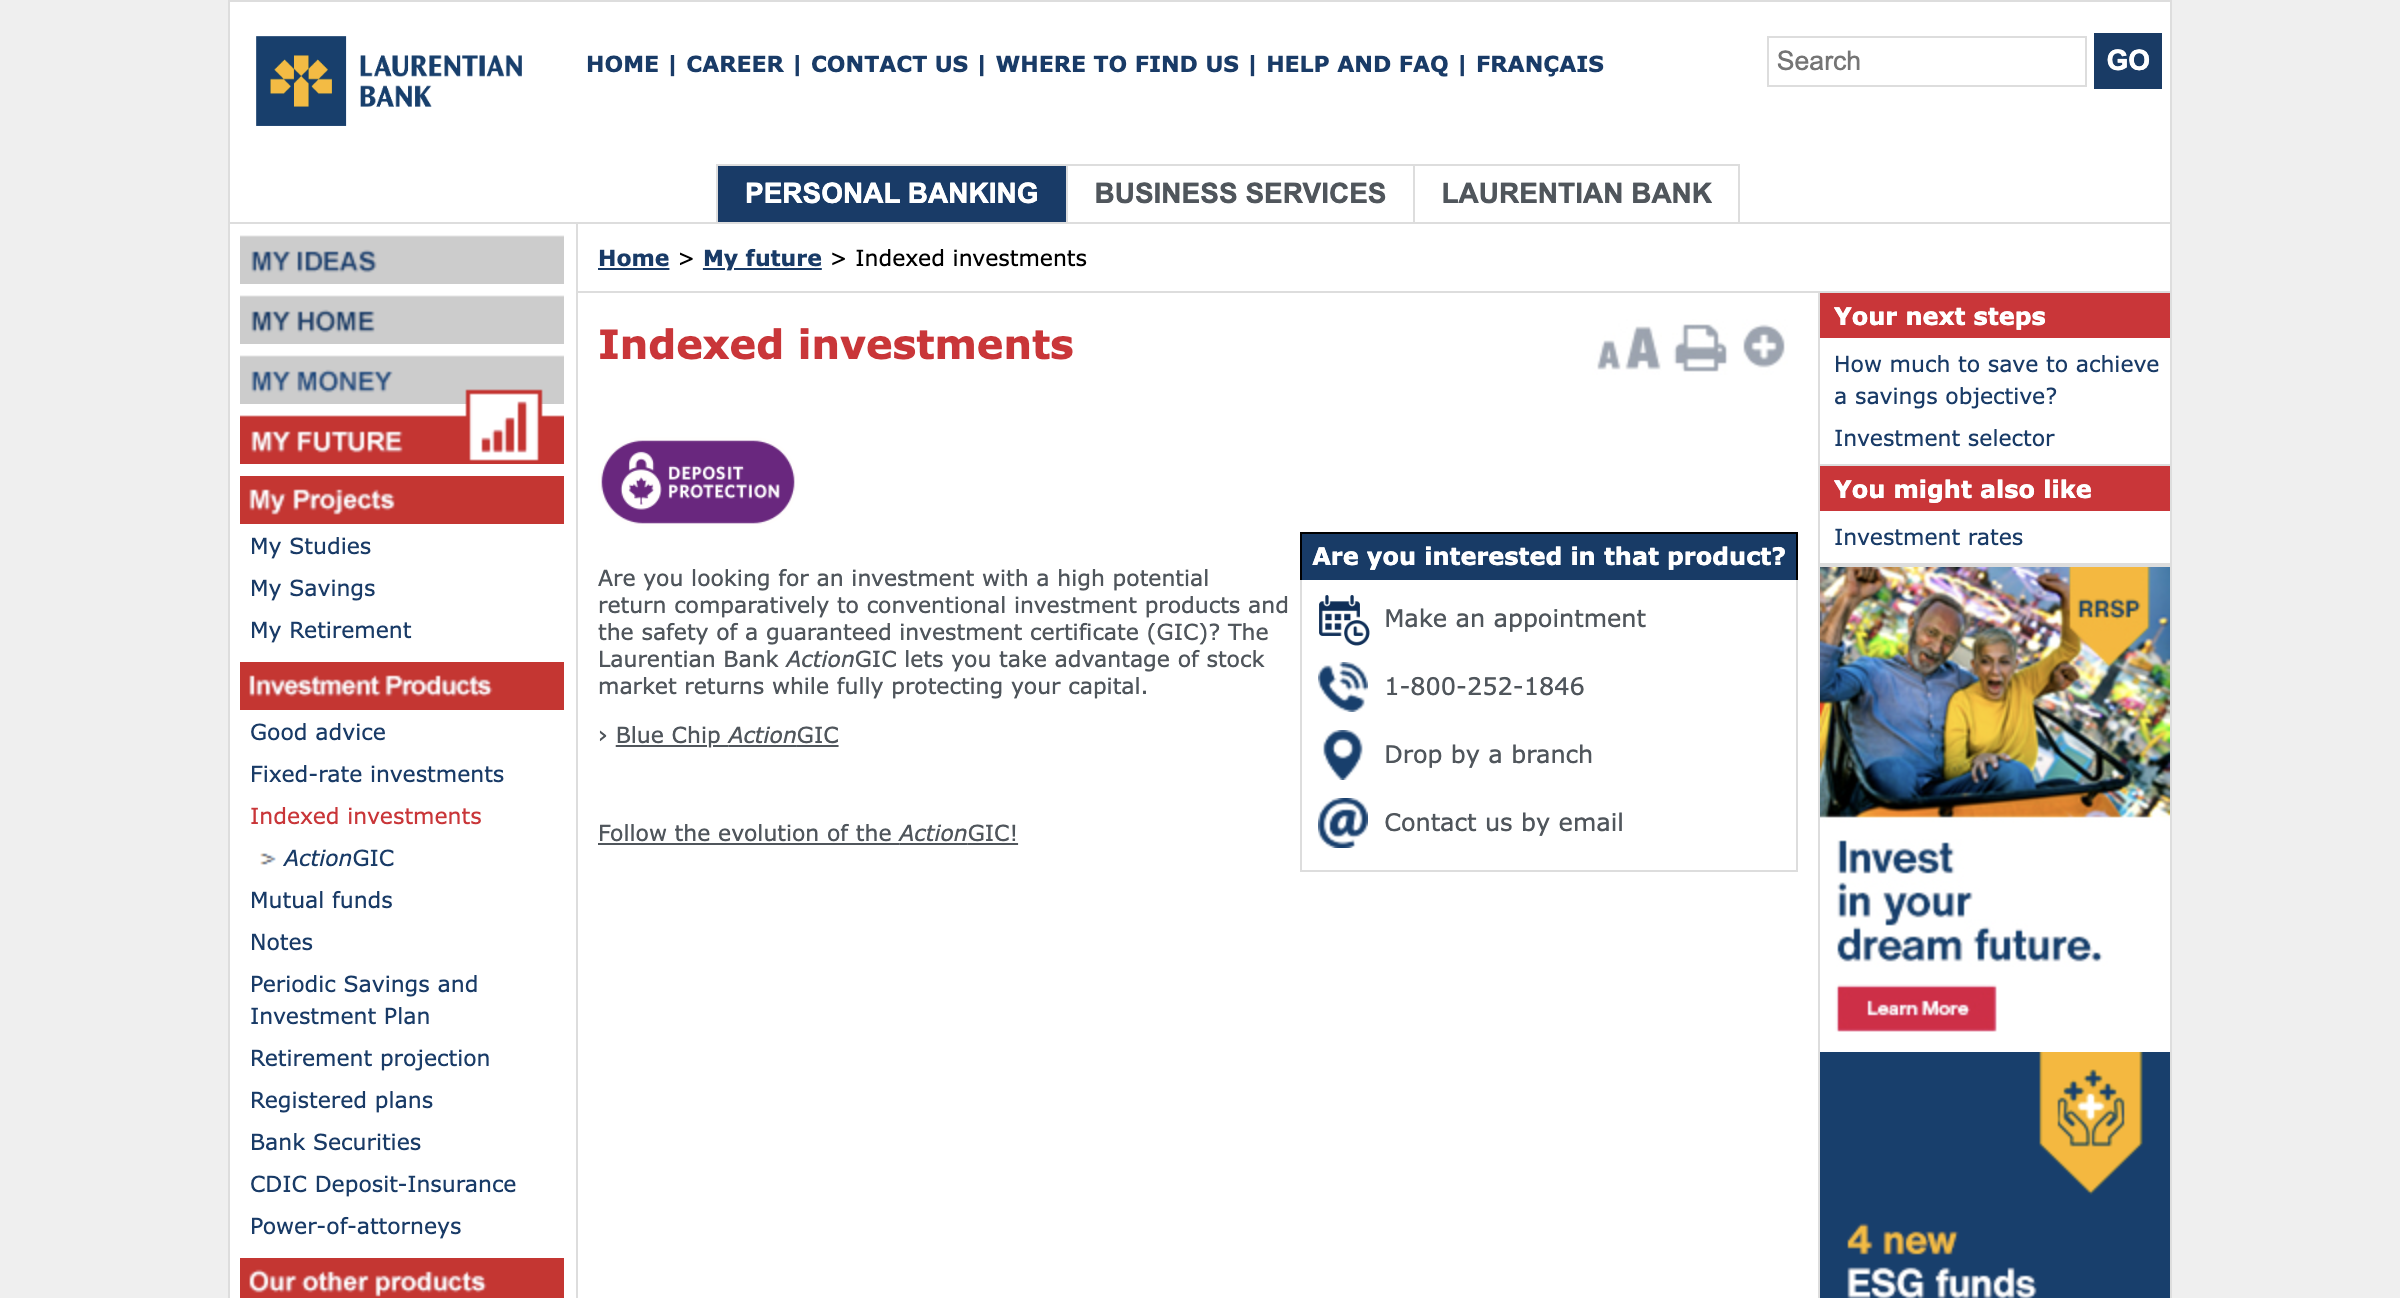 LAURENTIAN
BANK
HOME | CAREER | CONTACT US | WHERE TO FIND US | HELP AND FAQ | FRANÇAIS
Search
GO
PERSONAL BANKING
BUSINESS SERVICES
LAURENTIAN BANK
MY IDEAS
MY HOME
MY MONEY
MY FUTURE
My Projects
My Studies
My Savings
My Retirement
Investment Products
Good advice
Fixed-rate investments
Indexed investments
> ActionGIC
Mutual funds
Notes
Periodic Savings and
Investment Plan
Retirement projection
Registered plans
Bank Securities
CDIC Deposit-Insurance
Power-of-attorneys
Our other products
Home > My future > Indexed investments
Indexed investments
A A
DEPOSIT
PROTECTION
Are you looking for an investment with a high potential
return comparatively to conventional investment products and
the safety of a guaranteed investment certificate (GIC)? The
Laurentian Bank ActionGIC lets you take advantage of stock
market returns while fully protecting your capital.
› Blue Chip ActionGIC
Follow the evolution of the ActionGIC!
Are you interested in that product?
Make an appointment
1-800-252-1846
Drop by a branch
Contact us by email
Your next steps
How much to save to achieve
a savings objective?
Investment selector
You might also like
Investment rates
RRSP
Invest
in your
dream future.
Learn More
4 new
ESG funds